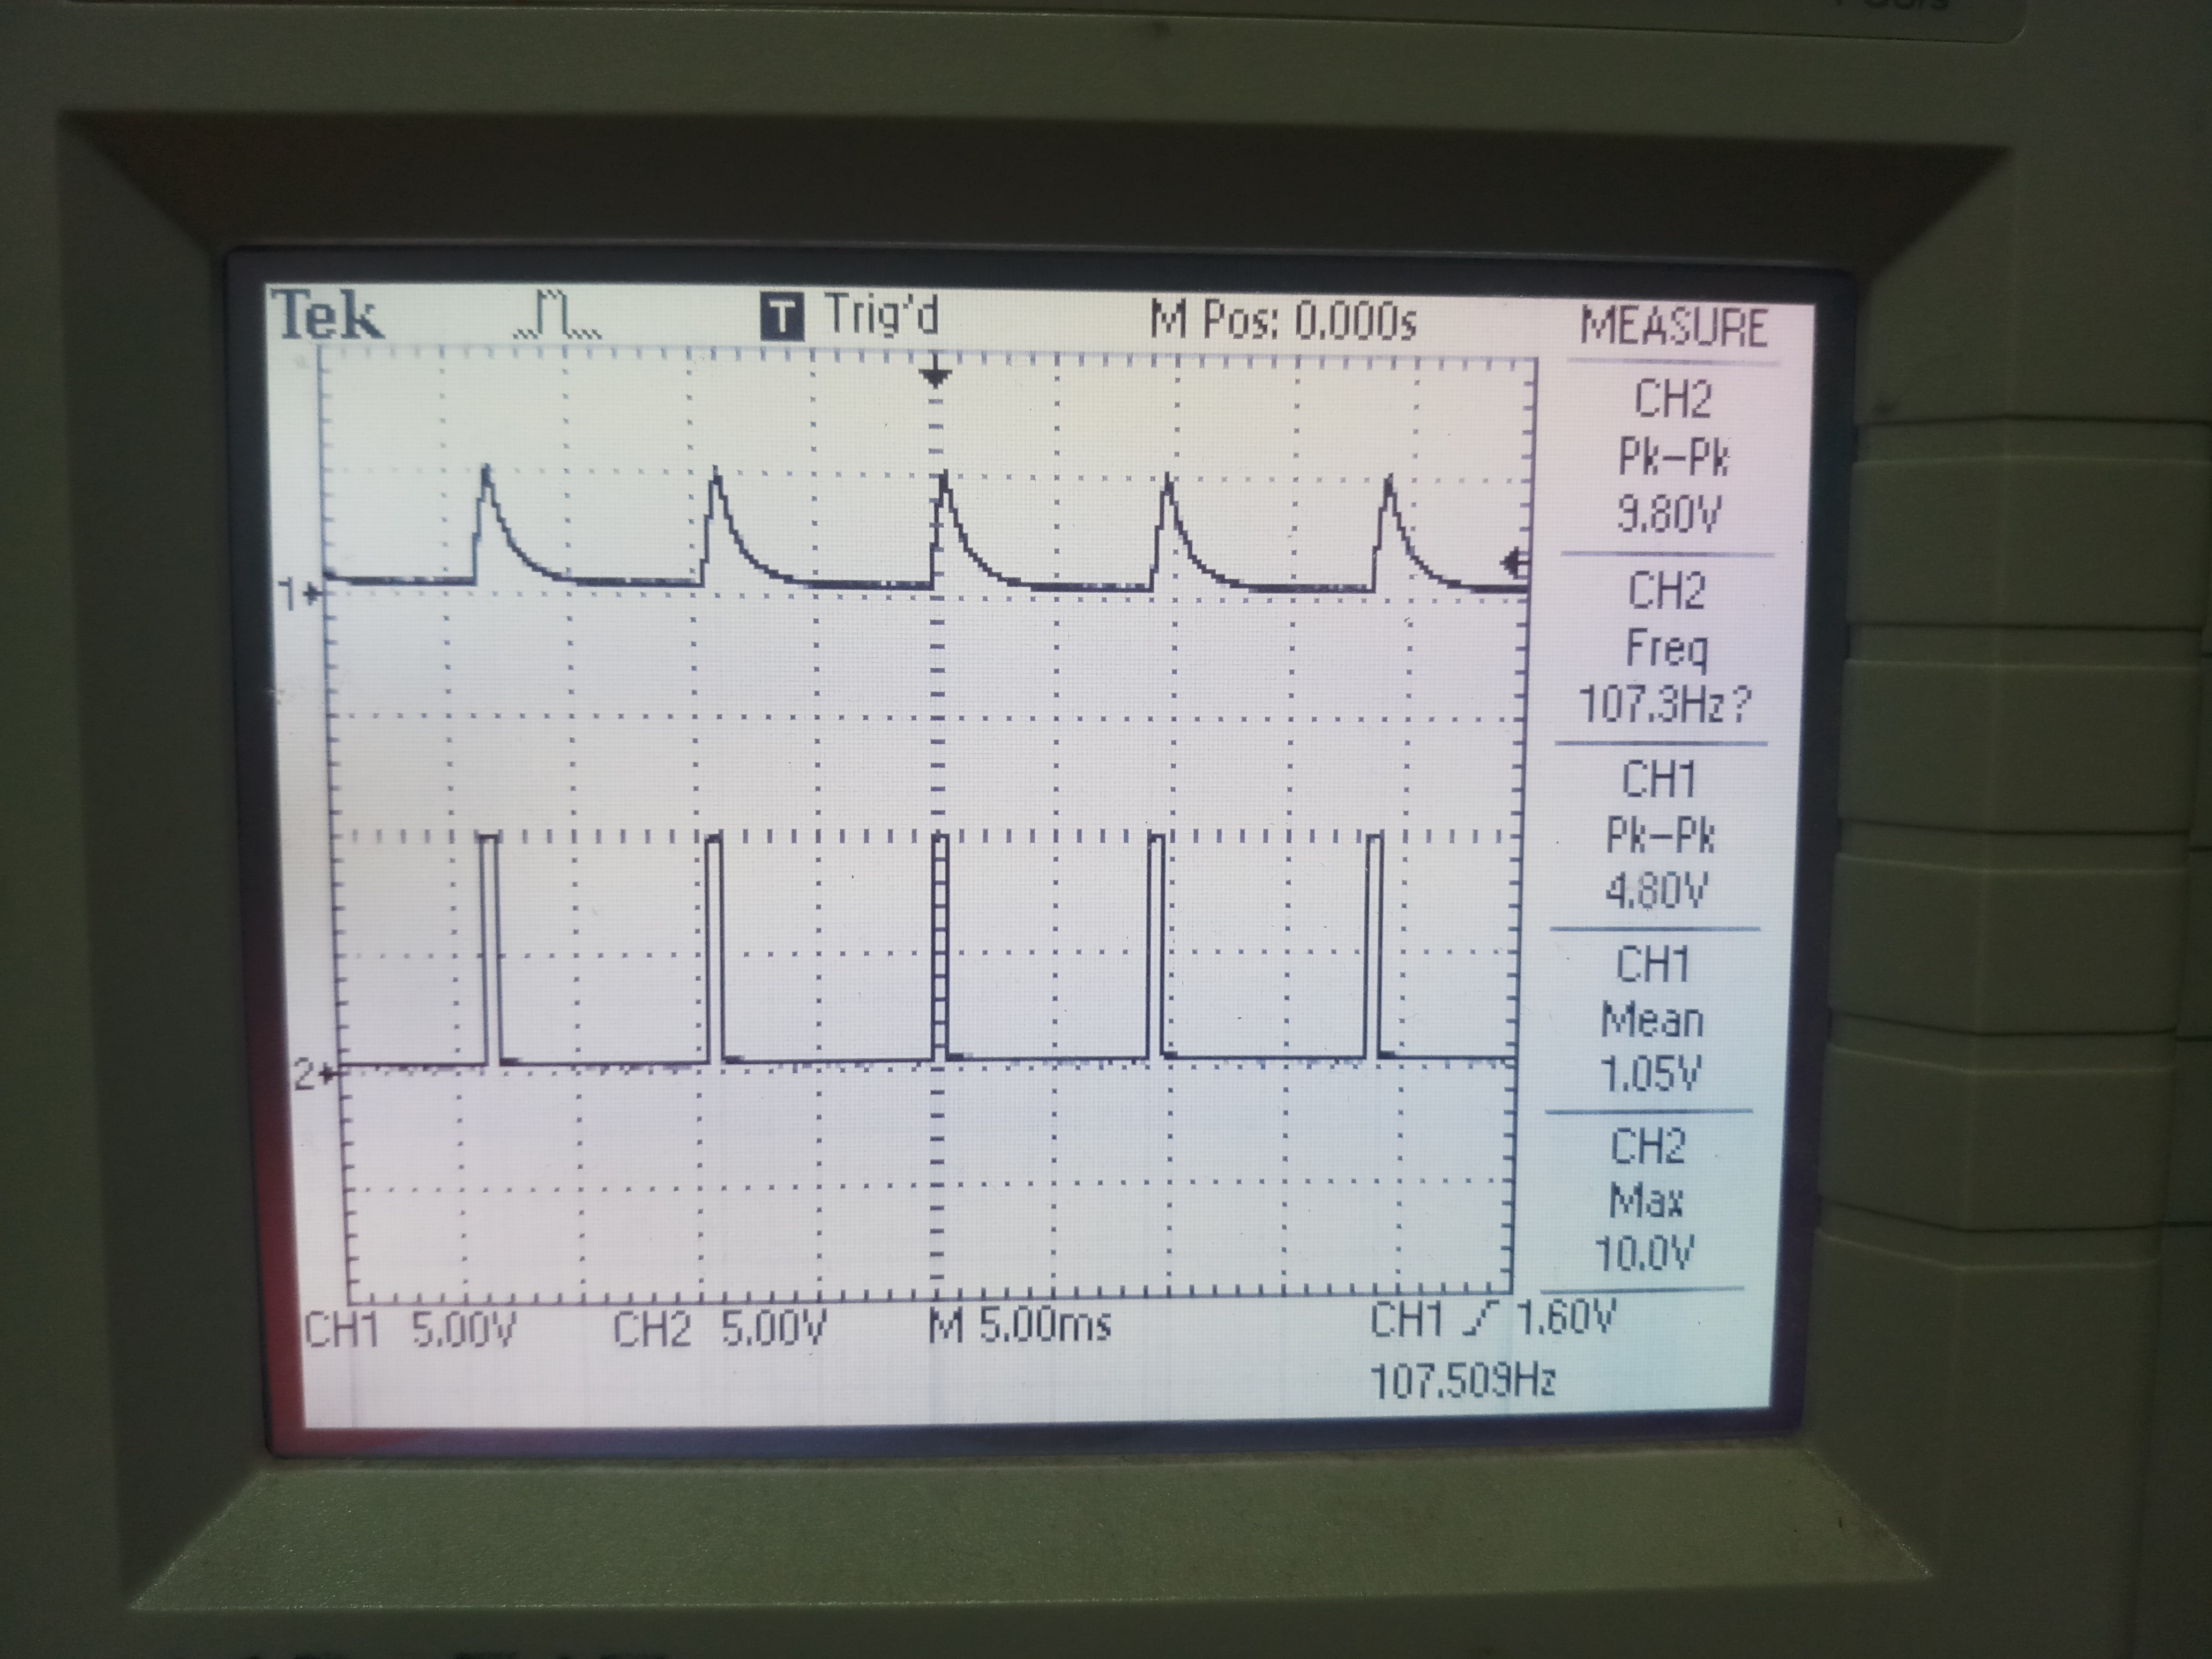 Tek T Trig'd M Pos: 0.000s MEASURE
CH2
Pk-Pk
9.80V
CH2
Freq
107.3Hz?
1
CH1
Pk-Pk
4.80V
CH1
Mean
1.05V
2
CH2
Max
10.0V
CH1 5.00V CH2 5.00V M 5.00ms CH1 1.60V
107.509Hz